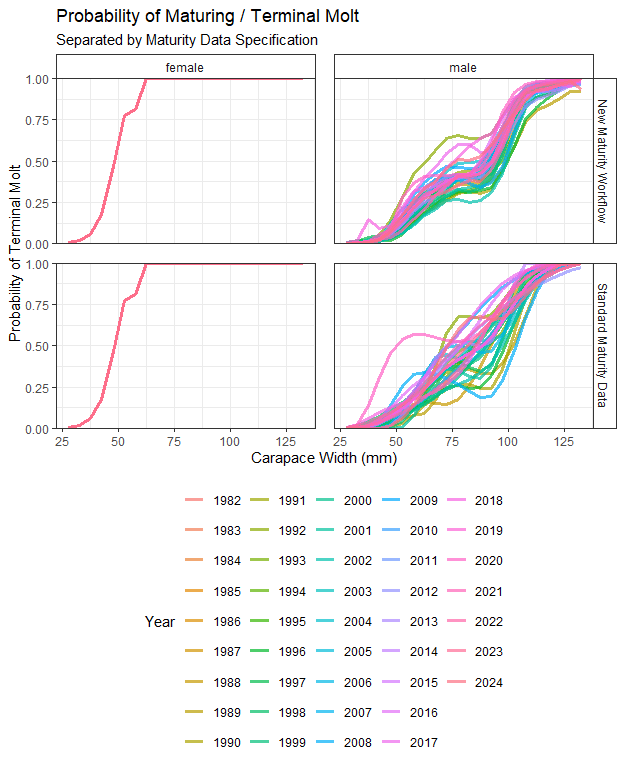 Probability of Maturing / Terminal Molt
Separated by Maturity Data Specification
female
male
1.00
0.75
0.50
0.25
0.00
New Maturity Workflow
Probability of Terminal Molt
1.00
0.75
0.50
0.25
0.00
Standard Maturity Data
25 50 75 100 125
25 50 75 100 125
Carapace Width (mm)
Year
1982 1991 2000 2009 2018
1983 1992 2001 2010 2019
1984 1993 2002 2011 2020
1985 1994 2003 2012 2021
1986 1995 2004 2013 2022
1987 1996 2005 2014 2023
1988 1997 2006 2015 2024
1989 1998 2007 2016
1990 1999 2008 2017